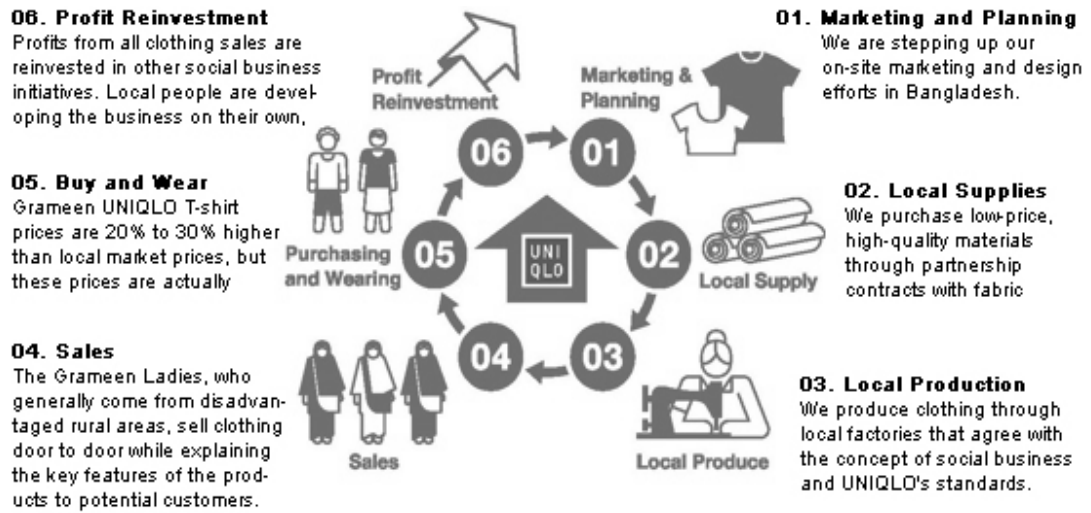 06. Profit Reinvestment
Profits from all clothing sales are
reinvested in other social business
initiatives. Local people are devel-
oping the business on their own,
01. Marketing and Planning
We are stepping up our
on-site marketing and design
efforts in Bangladesh.
Profit
Reinvestment
Marketing &
Planning
06
01
05. Buy and Wear
Grameen UNIQLO T-shirt
prices are 20% to 30% higher
than local market prices, but
these prices are actually
02. Local Supplies
We purchase low-price,
high-quality materials
through partnership
contracts with fabric
Purchasing
and Wearing
05
UNI
QLO
02
Local Supply
04. Sales
The Grameen Ladies, who
generally come from disadvan-
taged rural areas, sell clothing
door to door while explaining
the key features of the prod-
ucts to potential customers.
04
03
Sales
Local Produce
03. Local Production
We produce clothing through
local factories that agree with
the concept of social business
and UNIQLO's standards.